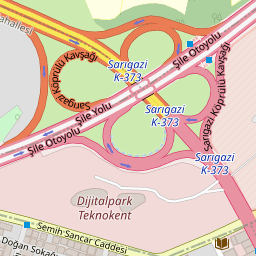 ahallesi
Sarıgazi Köprülü Kavşağı
Şile Otoyolu
Sarıgazi
K-373
Sarıgazi Köprülü Kavşağı
Şile Otoyolu
Şile Yolu
Sarıgazi
K-373
Sarıgazi
K-373
Dijitalpark
Teknokent
Semih Sancar Caddesi
Doğan Sokağı